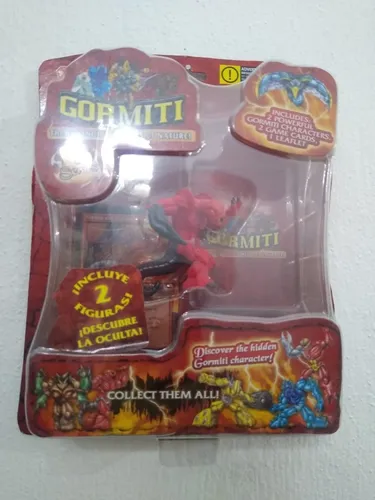 GORMITI
INCLUDES:
2 POWERFUL
GORMITI CHARACTERS,
2 GAME CARDS,
1 LEAFLET
GORMITI
¡INCLUYE
2
FIGURAS!
¡DESCUBRE
LA OCULTA!
Discover the hidden
Gormiti character!
COLLECT THEM ALL!